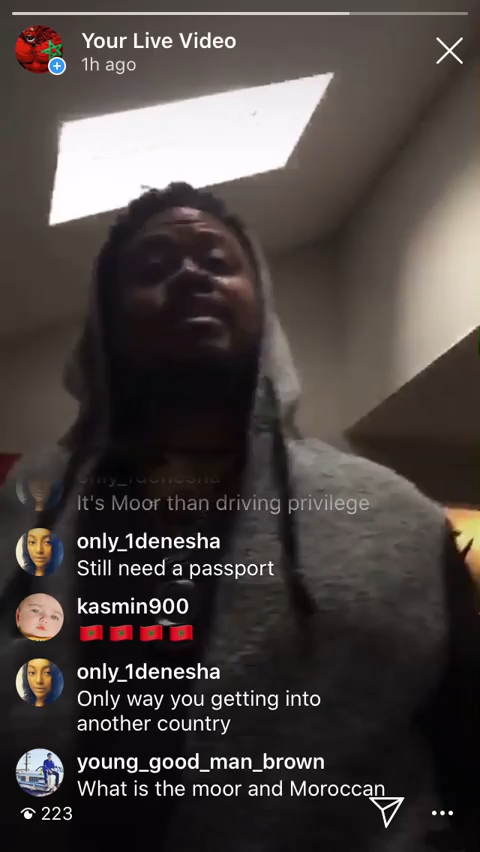 Your Live Video
1h ago
only_1denesha
It's Moor than driving privilege
only_1denesha
Still need a passport
kasmin900
🇲🇦 🇲🇦 🇲🇦 🇲🇦
only_1denesha
Only way you getting into
another country
young_good_man_brown
What is the moor and Moroccan
223